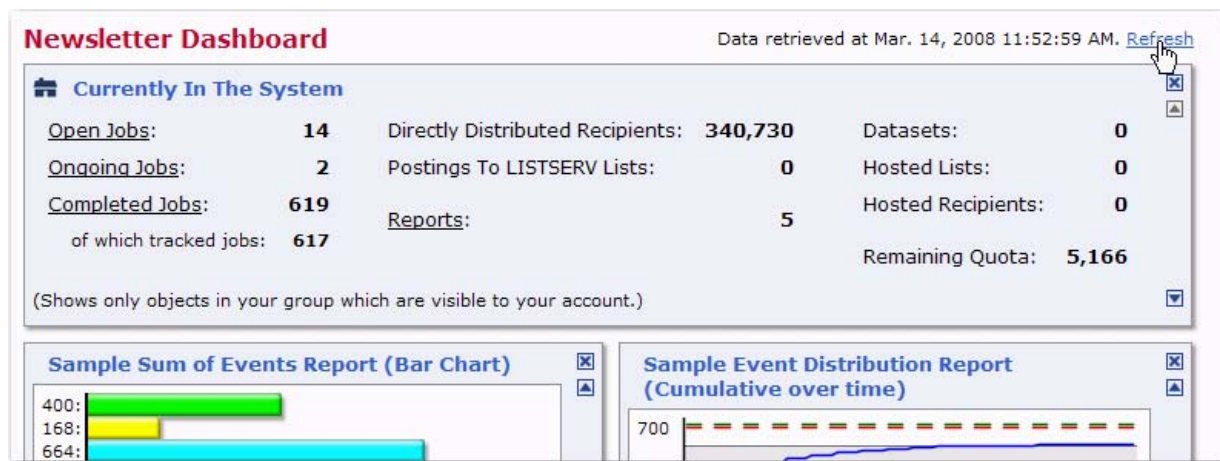 Newsletter Dashboard
Data retrieved at Mar. 14, 2008 11:52:59 AM. Refresh
Currently In The System
Open Jobs: 14
Ongoing Jobs: 2
Completed Jobs: 619
of which tracked jobs: 617
Directly Distributed Recipients: 340,730
Postings To LISTSERV Lists: 0
Reports: 5
Datasets: 0
Hosted Lists: 0
Hosted Recipients: 0
Remaining Quota: 5,166
(Shows only objects in your group which are visible to your account.)
Sample Sum of Events Report (Bar Chart)
400:
168:
664:
Sample Event Distribution Report
(Cumulative over time)
700